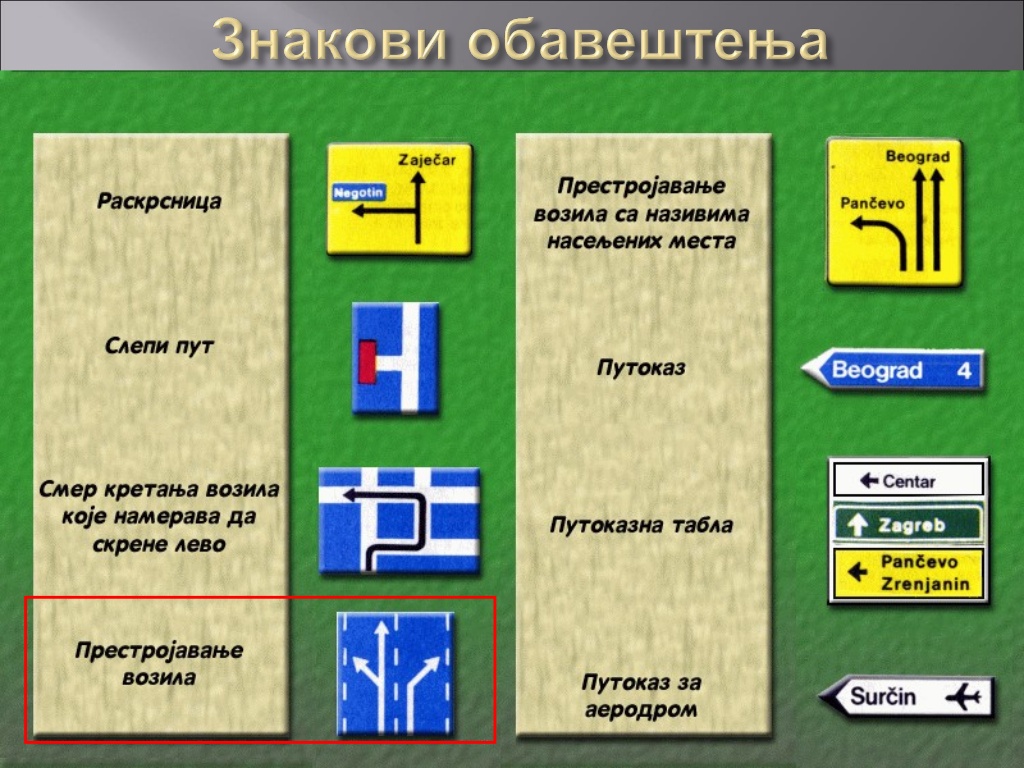 Знакови обавештења
Раскрсница
Zaječar
Negotin
Слепи пут
Смер кретања возила
које намерава да
скрене лево
Престројавање
возила
Престројавање
возила са називима
насељених места
Beograd
Pančevo
Путоказ
Beograd 4
Путоказна табла
Centar
Zagreb
Pančevo
Zrenjanin
Путоказ за
аеродром
Surčin